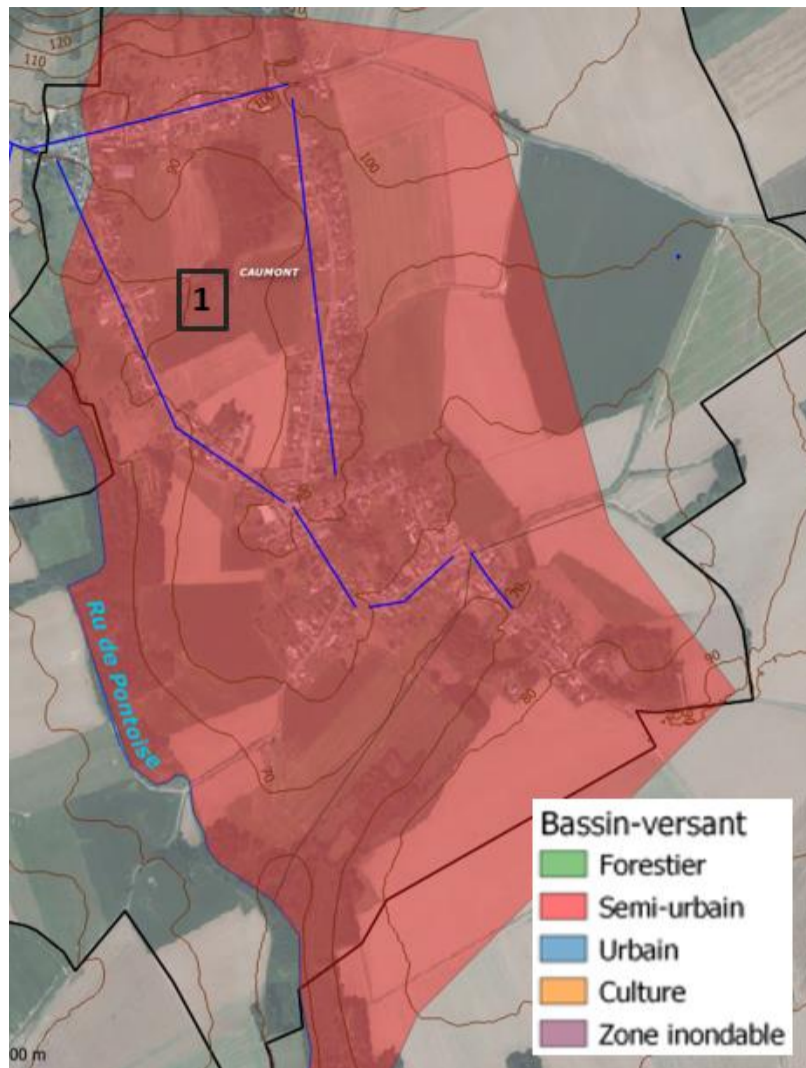 120
110
100
100
90
CAUMONT
1
Ru de Pontoise
70
90
80
70
Bassin-versant
Forestier
Semi-urbain
Urbain
Culture
Zone inondable
00 m